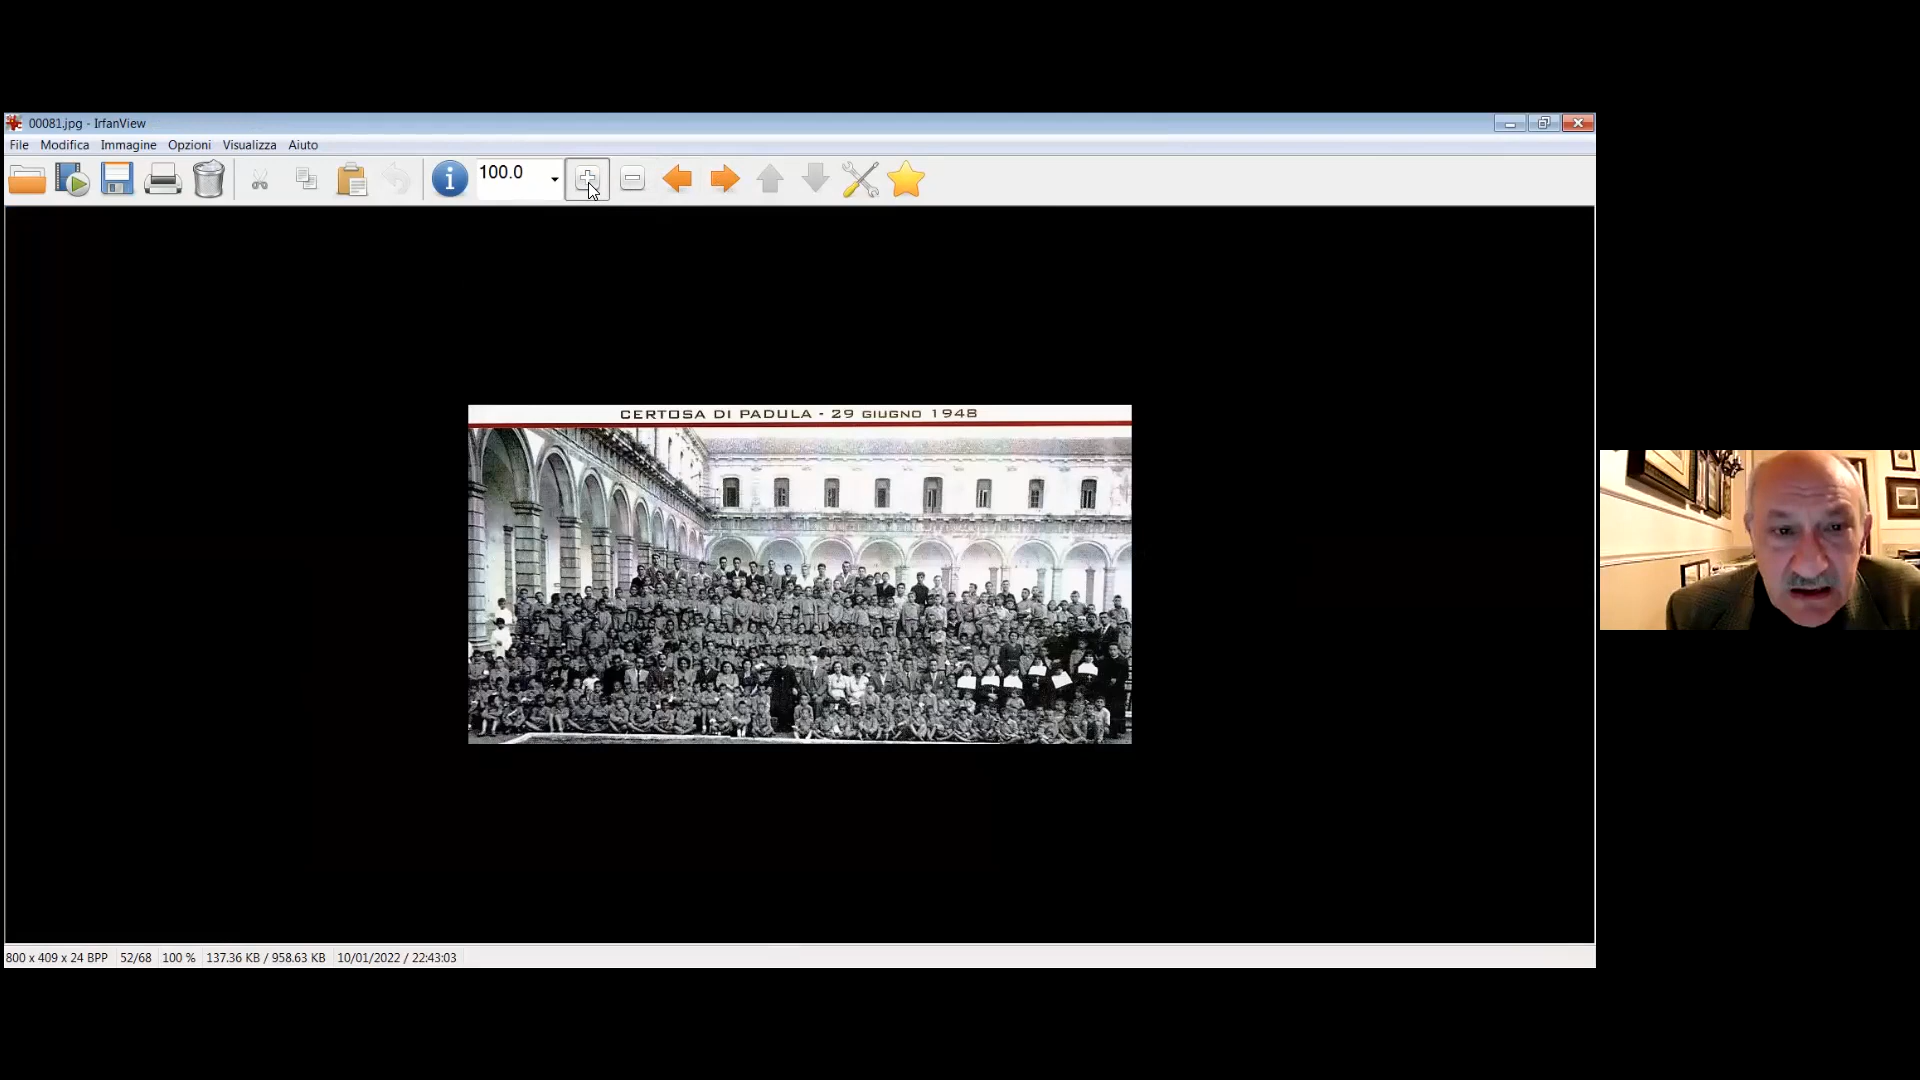 00081.jpg - IrfanView
File Modifica Immagine Opzioni Visualizza Aiuto
100.0
CERTOSA DI PADULA - 29 GIUGNO 1948
800 x 409 x 24 BPP 52/68 100 % 137.36 KB / 958.63 KB 10/01/2022 / 22:43:03